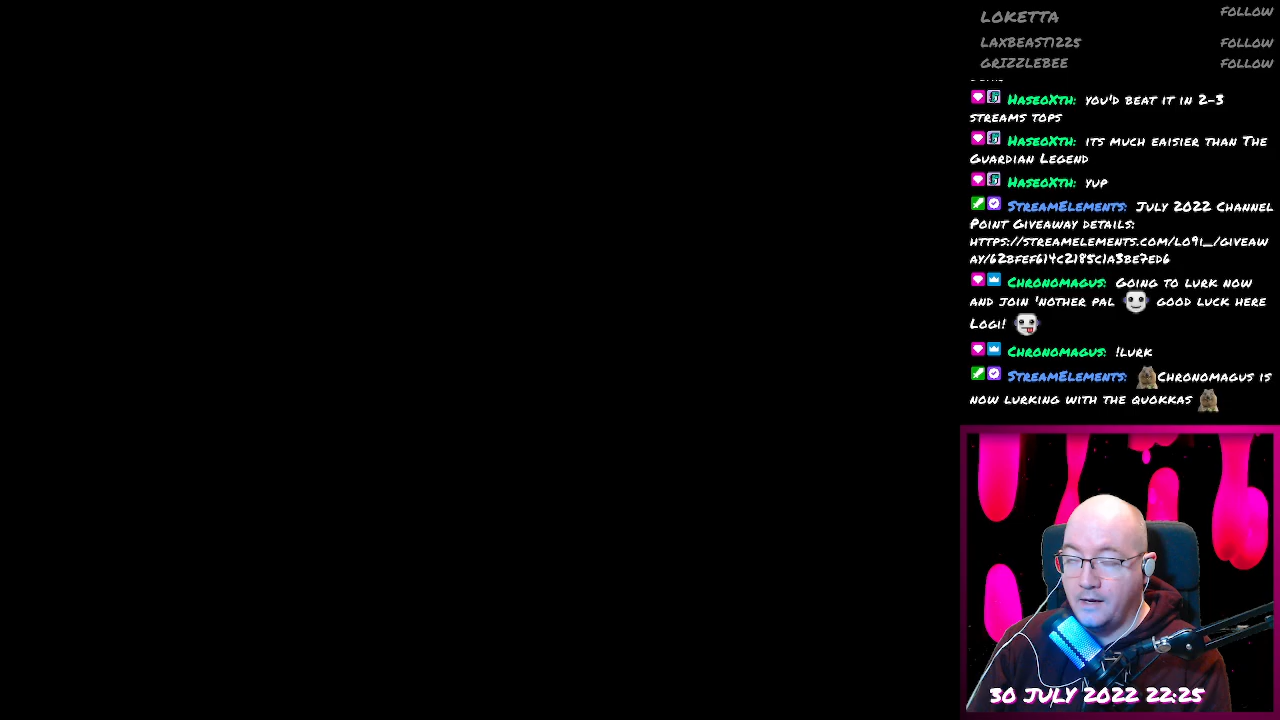 LOKETTA FOLLOW
LAXBEAST1225 FOLLOW
GRIZZLEBEE FOLLOW
HaseoXth: you'd beat it in 2-3
streams tops
HaseoXth: its much eaisier than The
Guardian Legend
HaseoXth: yup
StreamElements: July 2022 Channel
Point Giveaway details:
https://streamelements.com/lo9i_/giveaw
ay/628fef614c2185c1a3be7ed6
Chronomagus: Going to lurk now
and join 'nother pal good luck here
Logi!
Chronomagus: !lurk
StreamElements: Chronomagus is
now lurking with the quokkas
30 JULY 2022 22:25